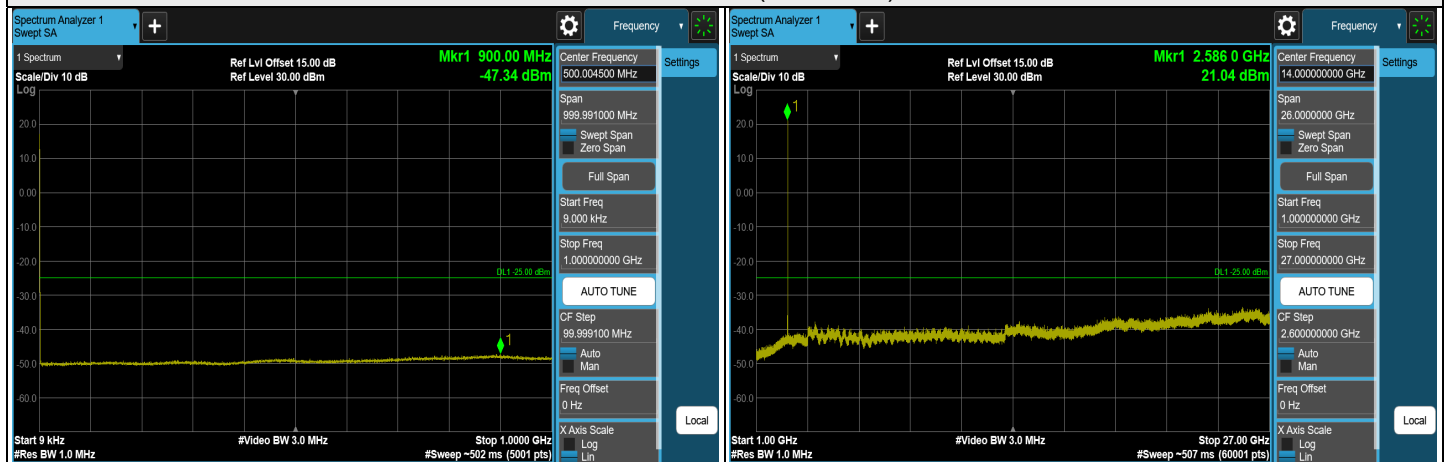 Spectrum Analyzer 1
Swept SA
+
Frequency
1 Spectrum
Scale/Div 10 dB
Log
Ref Lvl Offset 15.00 dB
Ref Level 30.00 dBm
Mkr1 900.00 MHz
-47.34 dBm
20.0
10.0
0.00
-10.0
-20.0
-30.0
-40.0
-50.0
-60.0
DL1 -25.00 dBm
1
Start 9 kHz
#Res BW 1.0 MHz
#Video BW 3.0 MHz
Stop 1.0000 GHz
#Sweep ~502 ms (5001 pts)
Center Frequency
500.004500 MHz
Settings
Span
999.991000 MHz
Swept Span
Zero Span
Full Span
Start Freq
9.000 kHz
Stop Freq
1.000000000 GHz
AUTO TUNE
CF Step
99.999100 MHz
Auto
Man
Freq Offset
0 Hz
X Axis Scale
Log
Lin
Local
Spectrum Analyzer 1
Swept SA
+
Frequency
1 Spectrum
Scale/Div 10 dB
Log
Ref Lvl Offset 15.00 dB
Ref Level 30.00 dBm
Mkr1 2.586 0 GHz
21.04 dBm
1
20.0
10.0
0.00
-10.0
-20.0
-30.0
-40.0
-50.0
-60.0
DL1 -25.00 dBm
Start 1.00 GHz
#Res BW 1.0 MHz
#Video BW 3.0 MHz
Stop 27.00 GHz
#Sweep ~507 ms (60001 pts)
Center Frequency
14.000000000 GHz
Settings
Span
26.0000000 GHz
Swept Span
Zero Span
Full Span
Start Freq
1.000000000 GHz
Stop Freq
27.000000000 GHz
AUTO TUNE
CF Step
2.600000000 GHz
Auto
Man
Freq Offset
0 Hz
X Axis Scale
Log
Lin
Local